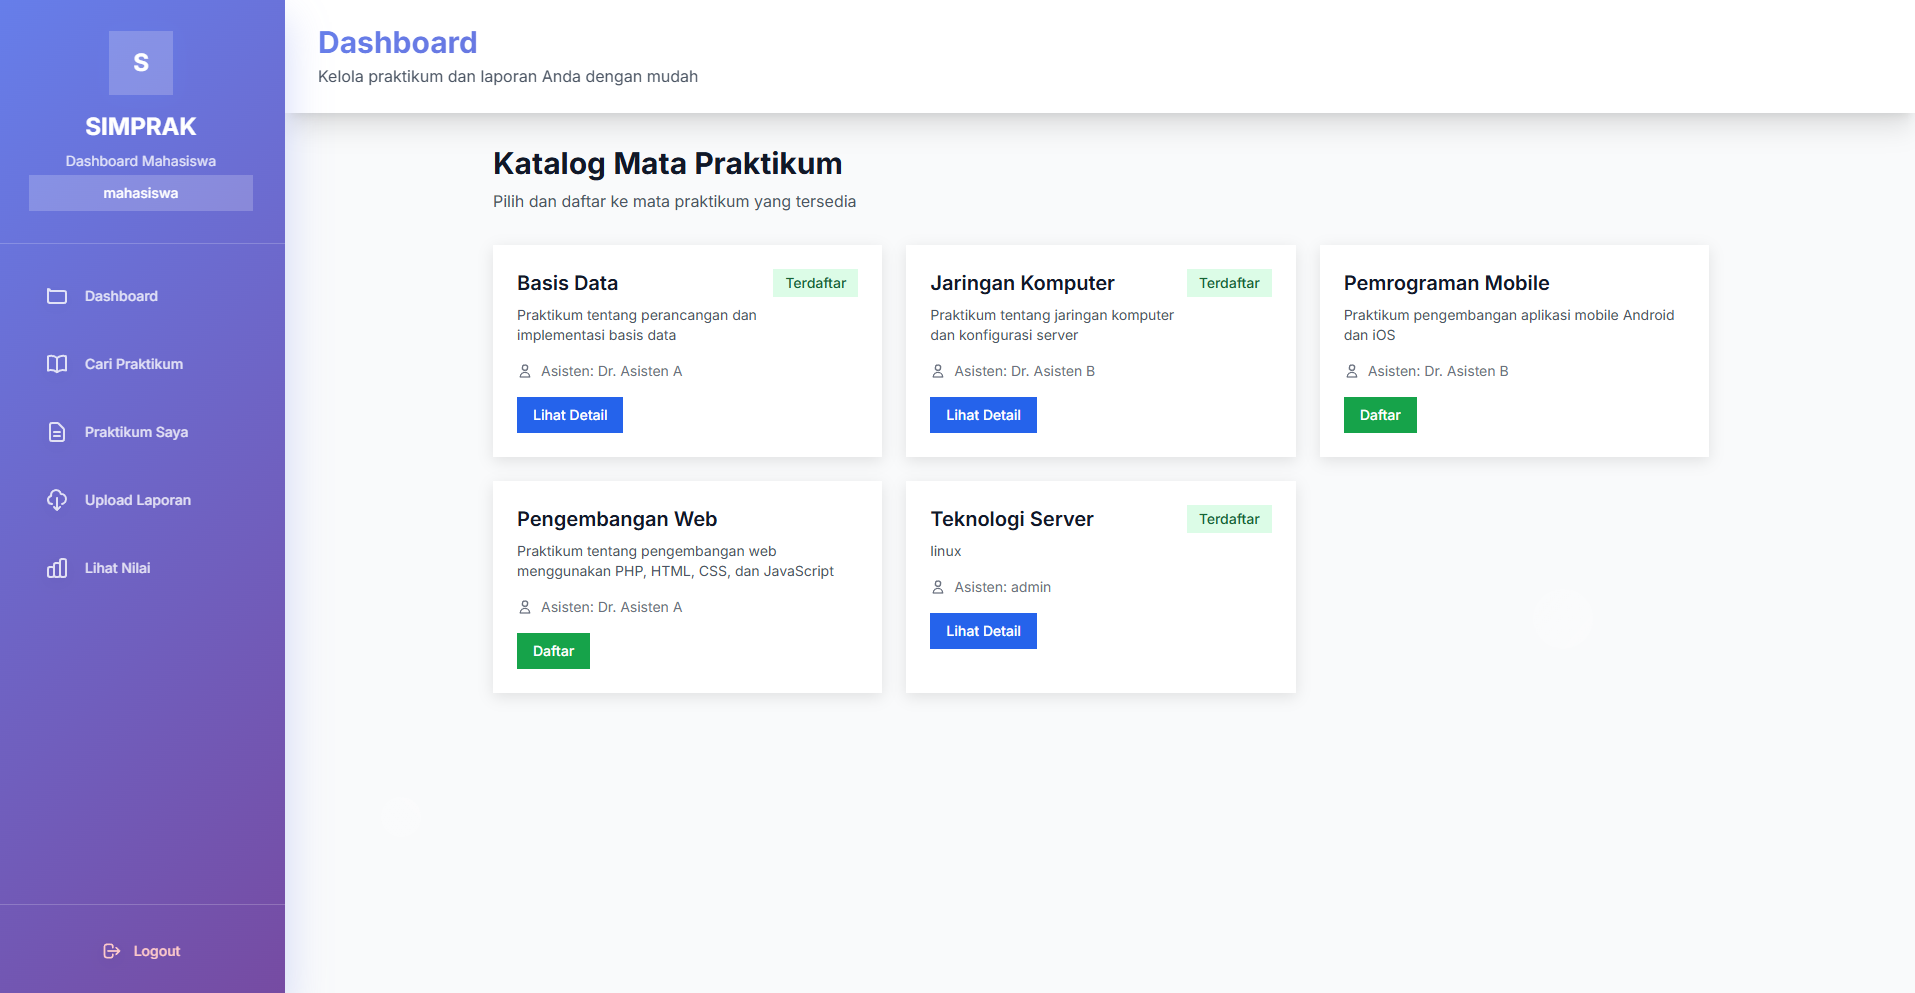 S
SIMPRAK
Dashboard Mahasiswa
mahasiswa
Dashboard
Cari Praktikum
Praktikum Saya
Upload Laporan
Lihat Nilai
Logout
Dashboard
Kelola praktikum dan laporan Anda dengan mudah
Katalog Mata Praktikum
Pilih dan daftar ke mata praktikum yang tersedia
Basis Data
Terdaftar
Praktikum tentang perancangan dan
implementasi basis data
Asisten: Dr. Asisten A
Lihat Detail
Jaringan Komputer
Terdaftar
Praktikum tentang jaringan komputer
dan konfigurasi server
Asisten: Dr. Asisten B
Lihat Detail
Pemrograman Mobile
Praktikum pengembangan aplikasi mobile Android
dan iOS
Asisten: Dr. Asisten B
Daftar
Pengembangan Web
Praktikum tentang pengembangan web
menggunakan PHP, HTML, CSS, dan JavaScript
Asisten: Dr. Asisten A
Daftar
Teknologi Server
Terdaftar
linux
Asisten: admin
Lihat Detail